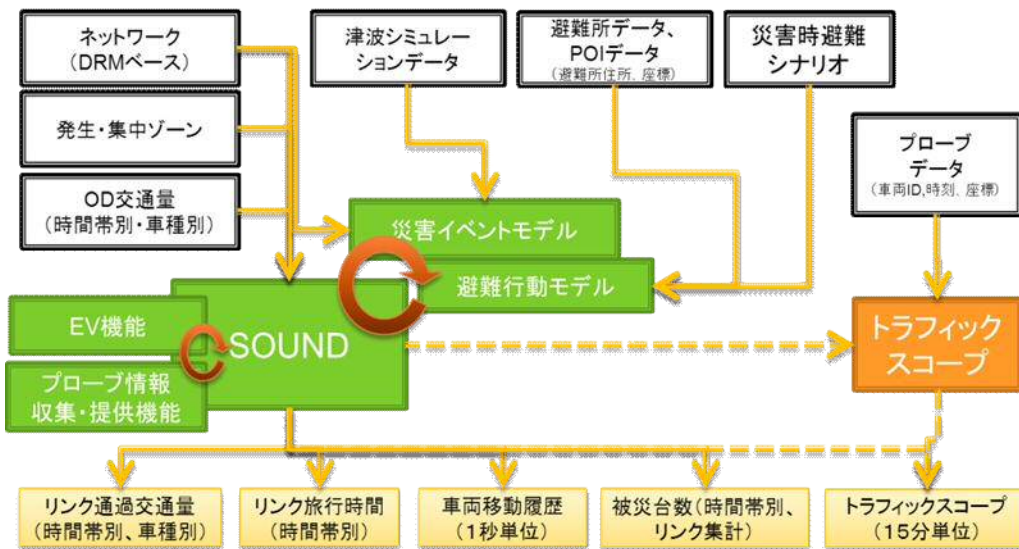 ネットワーク
(DRMベース)
津波シミュレー
ションデータ
避難所データ、
POIデータ
(避難所住所、座標)
災害時避難
シナリオ
発生・集中ゾーン
プローブ
データ
(車両ID,時刻、座標)
OD交通量
(時間帯別・車種別)
災害イベントモデル
避難行動モデル
EV機能
SOUND
プローブ情報
収集・提供機能
トラフィック
スコープ
リンク通過交通量
(時間帯別、車種別)
リンク旅行時間
(時間帯別)
車両移動履歴
(1秒単位)
被災台数(時間帯別、
リンク集計)
トラフィックスコープ
(15分単位)